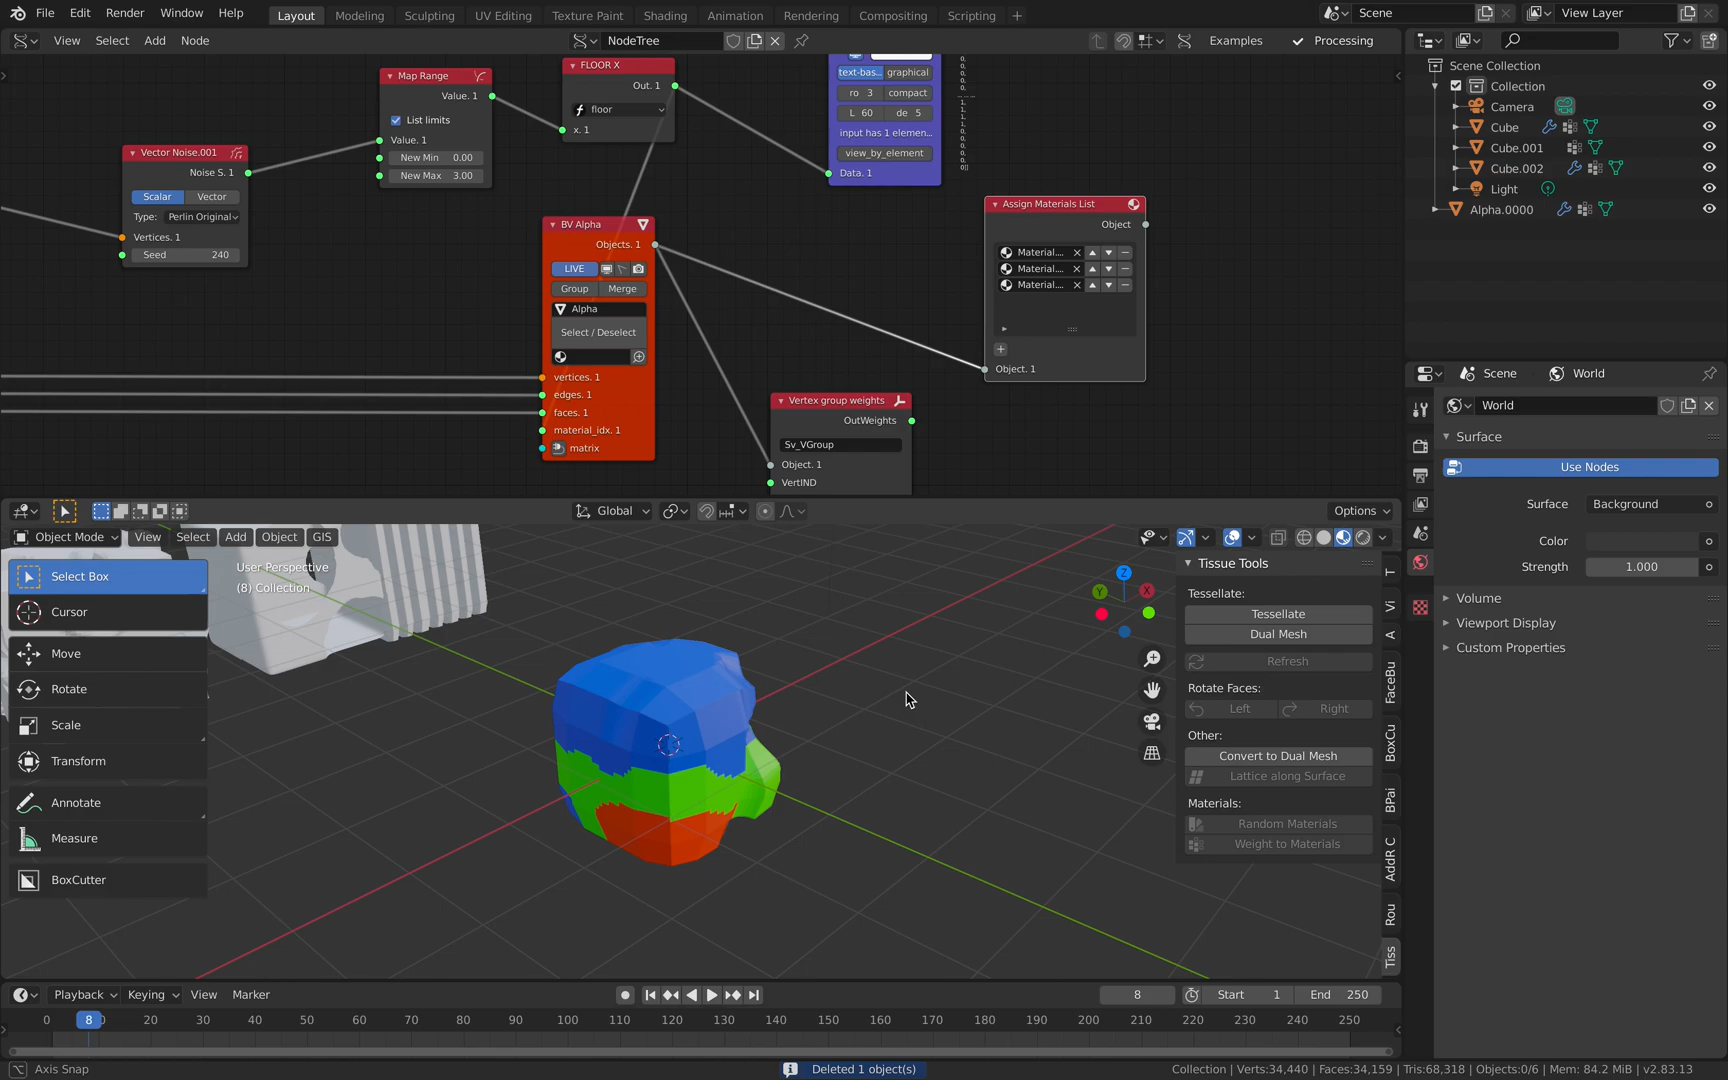 File Edit Render Window Help Layout Modeling Sculpting UV Editing Texture Paint Shading Animation Rendering Compositing Scripting + Scene View Layer
View Select Add Node NodeTree Examples Processing
Scene Collection
Collection
Camera
Cube
Cube.001
Cube.002
Light
Alpha.0000
Vector Noise.001
Noise S. 1
Scalar Vector
Type: Perlin Original
Vertices. 1
Seed 240
Map Range
Value. 1
List limits
Value. 1
New Min 0.00
New Max 3.00
FLOOR X
Out. 1
floor
x. 1
text-bas... graphical
ro 3 compact
L 60 de 5
input has 1 elemen...
view_by_element
Data. 1
BV Alpha
Objects. 1
LIVE
Group Merge
Alpha
Select / Deselect
vertices. 1
edges. 1
faces. 1
material_idx. 1
matrix
Assign Materials List
Object
Material...
Material...
Material...
Object. 1
Vertex group weights
OutWeights
Sv_VGroup
Object. 1
VertIND
Scene World
World
Surface
Use Nodes
Surface Background
Color
Strength 1.000
Volume
Viewport Display
Custom Properties
Global Options
Object Mode View Select Add Object GIS
User Perspective
(8) Collection
Select Box
Cursor
Move
Rotate
Scale
Transform
Annotate
Measure
BoxCutter
Z
Y
X
Tissue Tools
Tessellate:
Tessellate
Dual Mesh
Refresh
Rotate Faces:
Left Right
Other:
Convert to Dual Mesh
Lattice along Surface
Materials:
Random Materials
Weight to Materials
T
Vi
A
FaceBu
BoxCu
BPai
AddR C
Rou
Tiss
Playback Keying View Marker 8 Start 1 End 250
0 8 20 30 40 50 60 70 80 90 100 110 120 130 140 150 160 170 180 190 200 210 220 230 240 250
Axis Snap Deleted 1 object(s) Collection | Verts:34,440 | Faces:34,159 | Tris:68,318 | Objects:0/6 | Mem: 84.2 MiB | v2.83.13